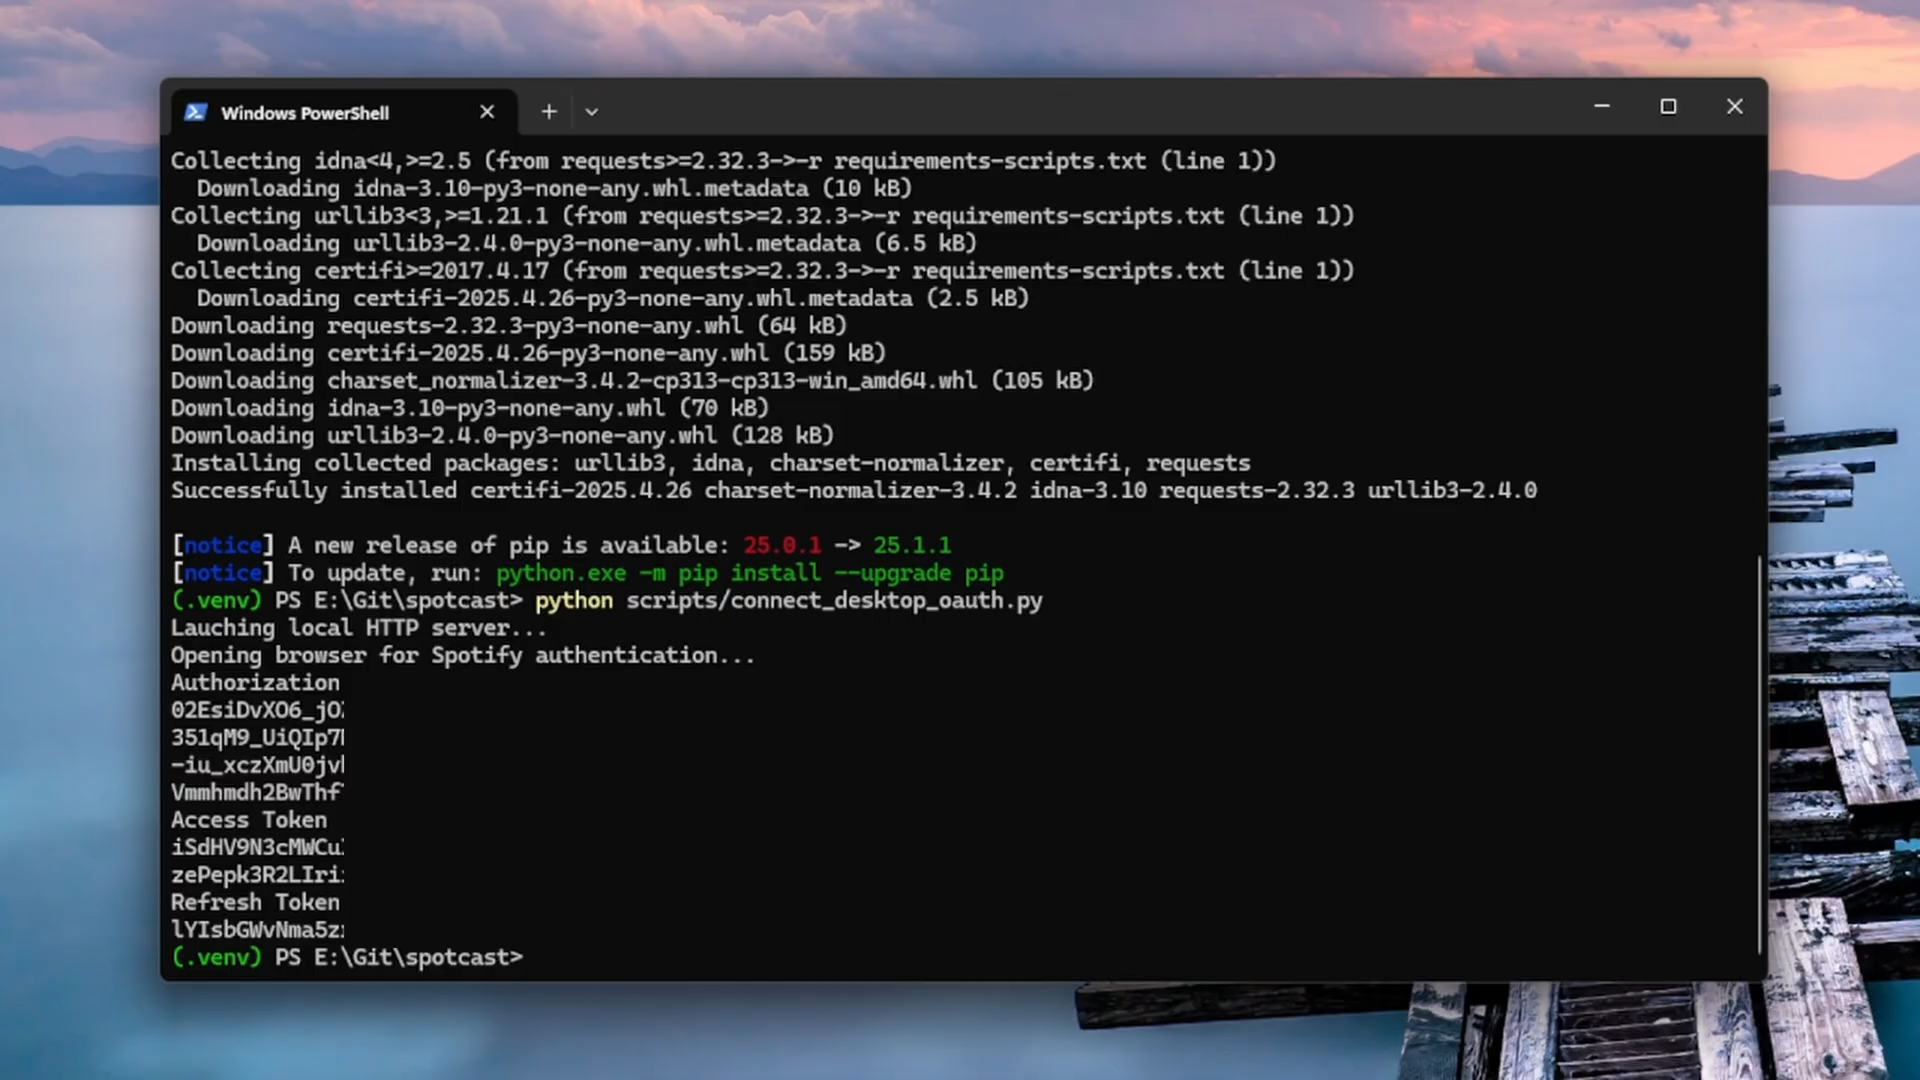 Windows PowerShell
Collecting idna<4,>=2.5 (from requests>=2.32.3->-r requirements-scripts.txt (line 1))
  Downloading idna-3.10-py3-none-any.whl.metadata (10 kB)
Collecting urllib3<3,>=1.21.1 (from requests>=2.32.3->-r requirements-scripts.txt (line 1))
  Downloading urllib3-2.4.0-py3-none-any.whl.metadata (6.5 kB)
Collecting certifi>=2017.4.17 (from requests>=2.32.3->-r requirements-scripts.txt (line 1))
  Downloading certifi-2025.4.26-py3-none-any.whl.metadata (2.5 kB)
Downloading requests-2.32.3-py3-none-any.whl (64 kB)
Downloading certifi-2025.4.26-py3-none-any.whl (159 kB)
Downloading charset_normalizer-3.4.2-cp313-cp313-win_amd64.whl (105 kB)
Downloading idna-3.10-py3-none-any.whl (70 kB)
Downloading urllib3-2.4.0-py3-none-any.whl (128 kB)
Installing collected packages: urllib3, idna, charset-normalizer, certifi, requests
Successfully installed certifi-2025.4.26 charset-normalizer-3.4.2 idna-3.10 requests-2.32.3 urllib3-2.4.0
[notice] A new release of pip is available: 25.0.1 -> 25.1.1
[notice] To update, run: python.exe -m pip install --upgrade pip
(.venv) PS E:\Git\spotcast> python scripts/connect_desktop_oauth.py
Lauching local HTTP server...
Opening browser for Spotify authentication...
Authorization
02EsiDvXO6_jO
351qM9_UiQIp7
-iu_xczXmU0jv
Vmmhmdh2BwThf
Access Token
iSdHV9N3cMWCu
zePepk3R2LIri
Refresh Token
lYIsbGWvNma5z
(.venv) PS E:\Git\spotcast>